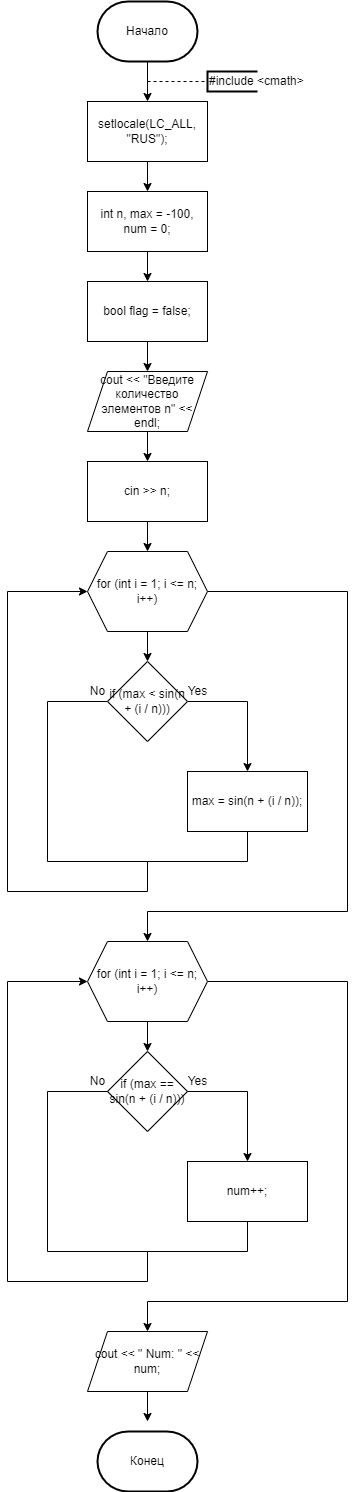 Начало
#include <cmath>
setlocale(LC_ALL,
"RUS");
int n, max = -100,
num = 0;
bool flag = false;
cout << "Введите
количество
элементов n" <<
endl;
cin >> n;
for (int i = 1; i <= n;
i++)
No
if (max < sin(n
+ (i / n)))
Yes
max = sin(n + (i / n));
for (int i = 1; i <= n;
i++)
No
if (max ==
sin(n + (i / n)))
Yes
num++;
cout << " Num: " <<
num;
Конец